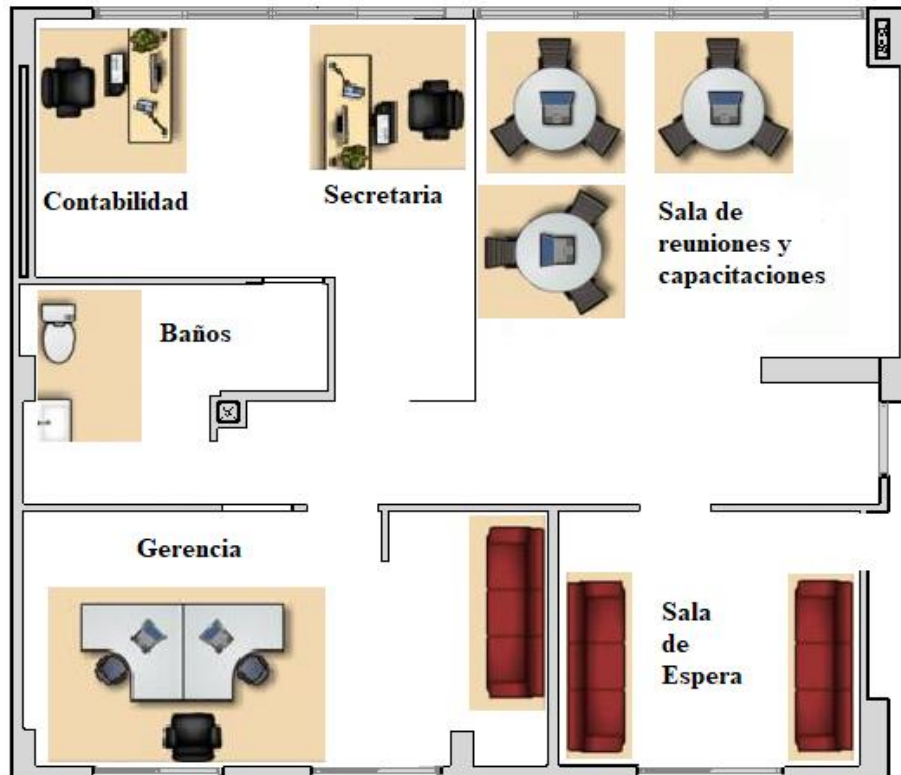 Contabilidad
Secretaria
Sala de
reuniones y
capacitaciones
Baños
Gerencia
Sala
de
Espera